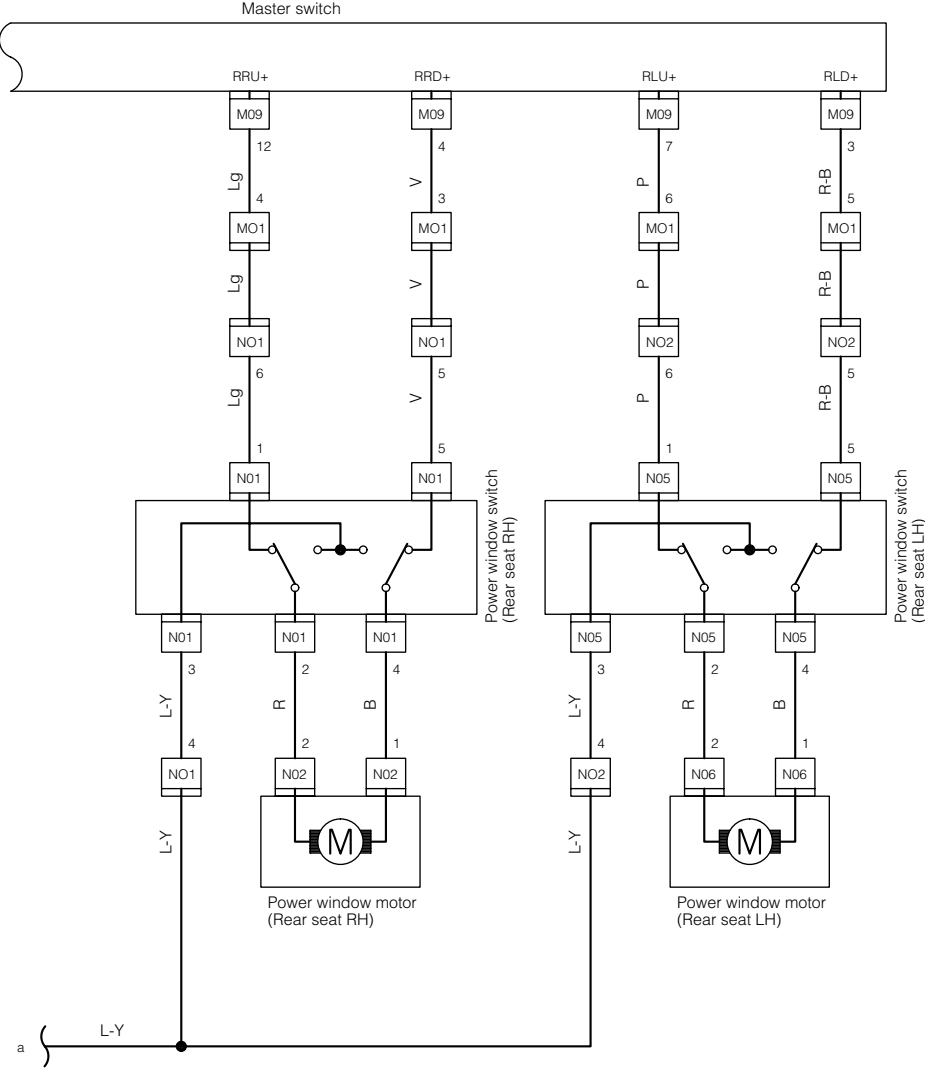 Master switch
RRU+ RRD+ RLU+ RLD+
M09 M09 M09 M09
12 4 7 3
Lg V P R-B
4 3 6 5
MO1 MO1 MO1 MO1
Lg V P R-B
NO1 NO1 NO2 NO2
6 5 6 5
Lg V P R-B
1 5 1 5
N01 N01 N05 N05
Power window switch
(Rear seat RH)
Power window switch
(Rear seat LH)
N01 N01 N01 N05 N05 N05
3 2 4 3 2 4
L-Y R B L-Y R B
4 2 1 4 2 1
NO1 N02 N02 NO2 N06 N06
L-Y M L-Y M
Power window motor
(Rear seat RH)
Power window motor
(Rear seat LH)
L-Y
a